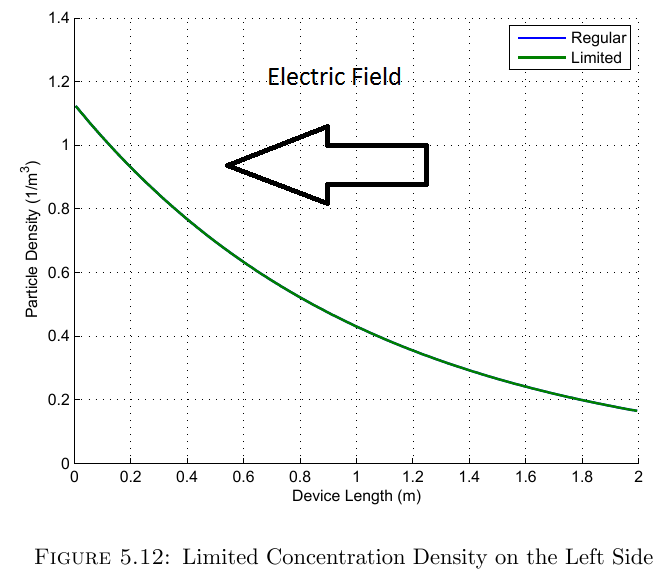 1.4
Regular
Limited
1.2
Electric Field
1
0.8
0.6
0.4
0.2
0
Particle Density (1/m³)
0 0.2 0.4 0.6 0.8 1 1.2 1.4 1.6 1.8 2
Device Length (m)
FIGURE 5.12: Limited Concentration Density on the Left Side